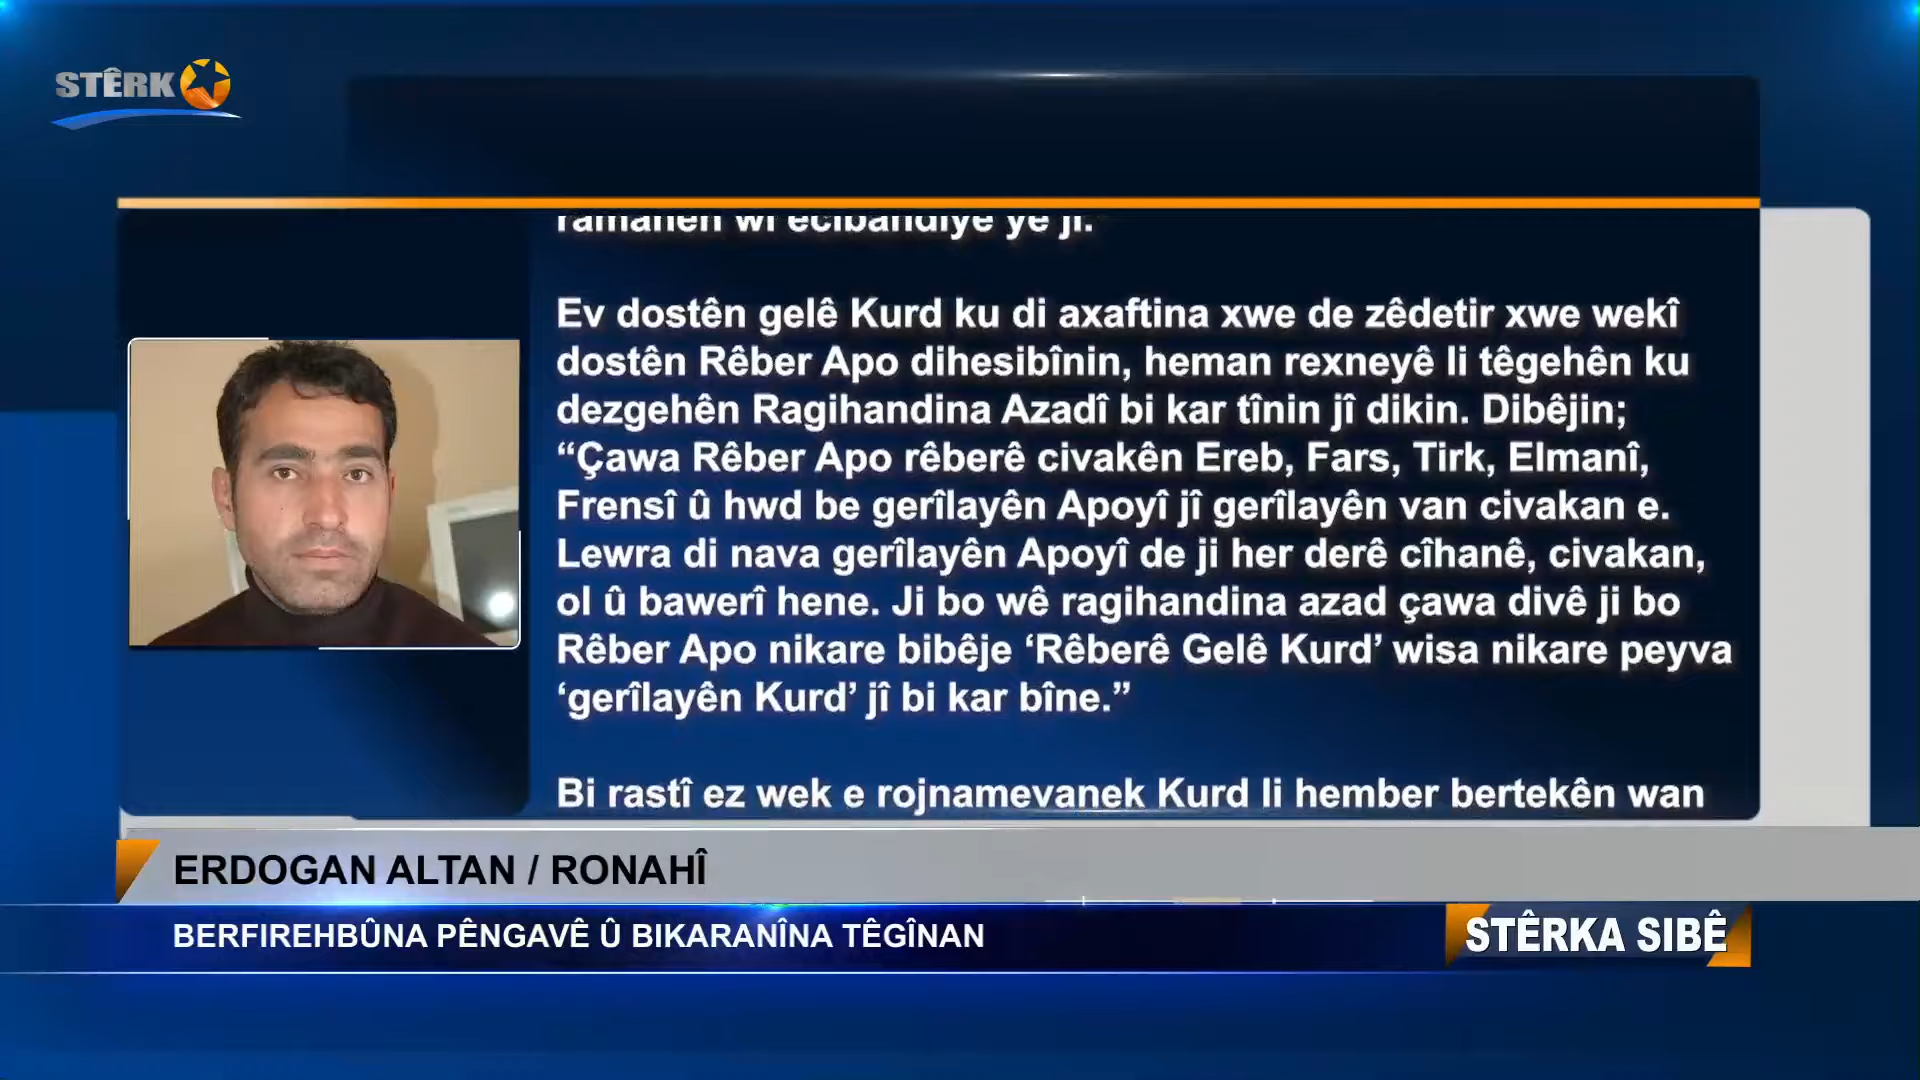 STÊRK
ramanên wî ecibandiye ye jî.”
Ev dostên gelê Kurd ku di axaftina xwe de zêdetir xwe wekî
dostên Rêber Apo dihesibînin, heman rexneyê li têgehên ku
dezgehên Ragihandina Azadî bi kar tînin jî dikin. Dibêjin;
“Çawa Rêber Apo rêberê civakên Ereb, Fars, Tirk, Elmanî,
Frensî û hwd be gerîlayên Apoyî jî gerîlayên van civakan e.
Lewra di nava gerîlayên Apoyî de ji her derê cîhanê, civakan,
ol û bawerî hene. Ji bo wê ragihandina azad çawa divê ji bo
Rêber Apo nikare bibêje ‘Rêberê Gelê Kurd’ wisa nikare peyva
‘gerîlayên Kurd’ jî bi kar bîne.”
Bi rastî ez wek e rojnamevanek Kurd li hember bertekên wan
ERDOGAN ALTAN / RONAHÎ
BERFIREHBÛNA PÊNGAVÊ Û BIKARANÎNA TÊGÎNAN
STÊRKA SIBÊ